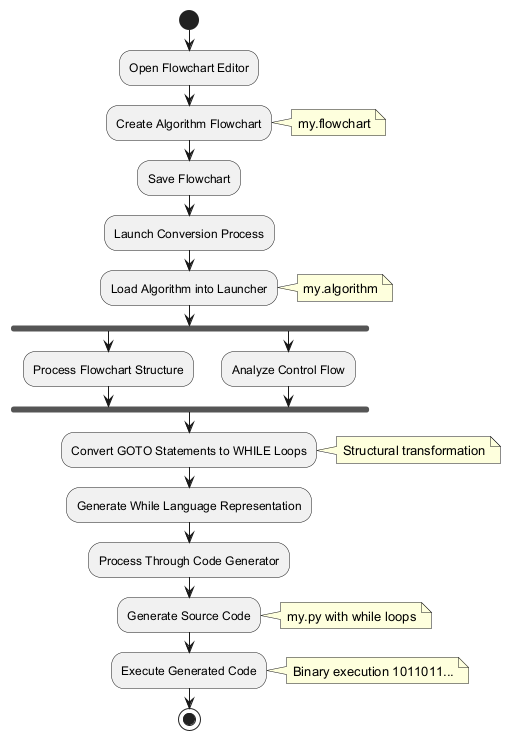 Open Flowchart Editor
Create Algorithm Flowchart
my.flowchart
Save Flowchart
Launch Conversion Process
Load Algorithm into Launcher
my.algorithm
Process Flowchart Structure
Analyze Control Flow
Convert GOTO Statements to WHILE Loops
Structural transformation
Generate While Language Representation
Process Through Code Generator
Generate Source Code
my.py with while loops
Execute Generated Code
Binary execution 1011011...